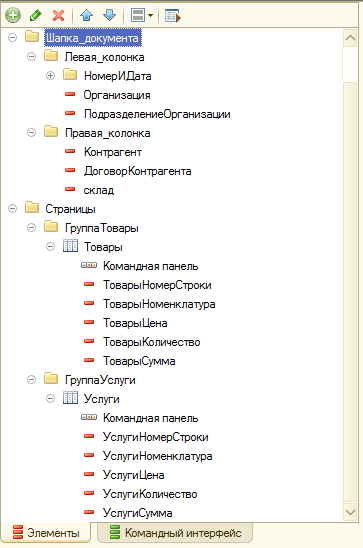 Шапка_документа
Левая_колонка
НомерИДата
Организация
ПодразделениеОрганизации
Правая_колонка
Контрагент
ДоговорКонтрагента
склад
Страницы
ГруппаТовары
Товары
Командная панель
ТоварыНомерСтроки
ТоварыНоменклатура
ТоварыЦена
ТоварыКоличество
ТоварыСумма
ГруппаУслуги
Услуги
Командная панель
УслугиНомерСтроки
УслугиНоменклатура
УслугиЦена
УслугиКоличество
УслугиСумма
Элементы Командный интерфейс